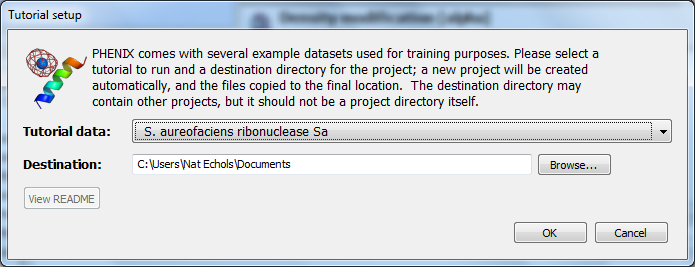 Tutorial setup
PHENIX comes with several example datasets used for training purposes. Please select a
tutorial to run and a destination directory for the project; a new project will be created
automatically, and the files copied to the final location. The destination directory may
contain other projects, but it should not be a project directory itself.
Tutorial data: S. aureofaciens ribonuclease Sa
Destination: C:\Users\Nat Echols\Documents Browse...
View README
OK Cancel